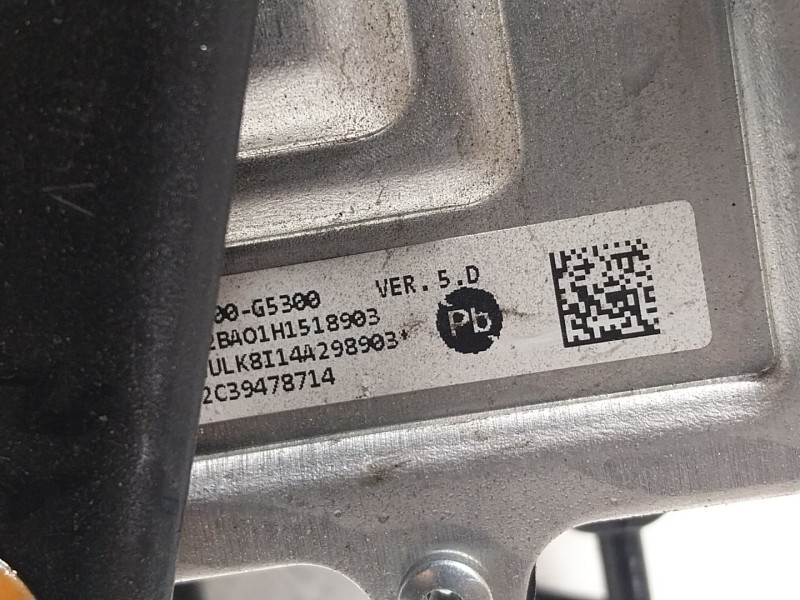 00-G5300 VER. 5.D
2BA01H1518903
ULK8I14A298903*
2C39478714
Pb